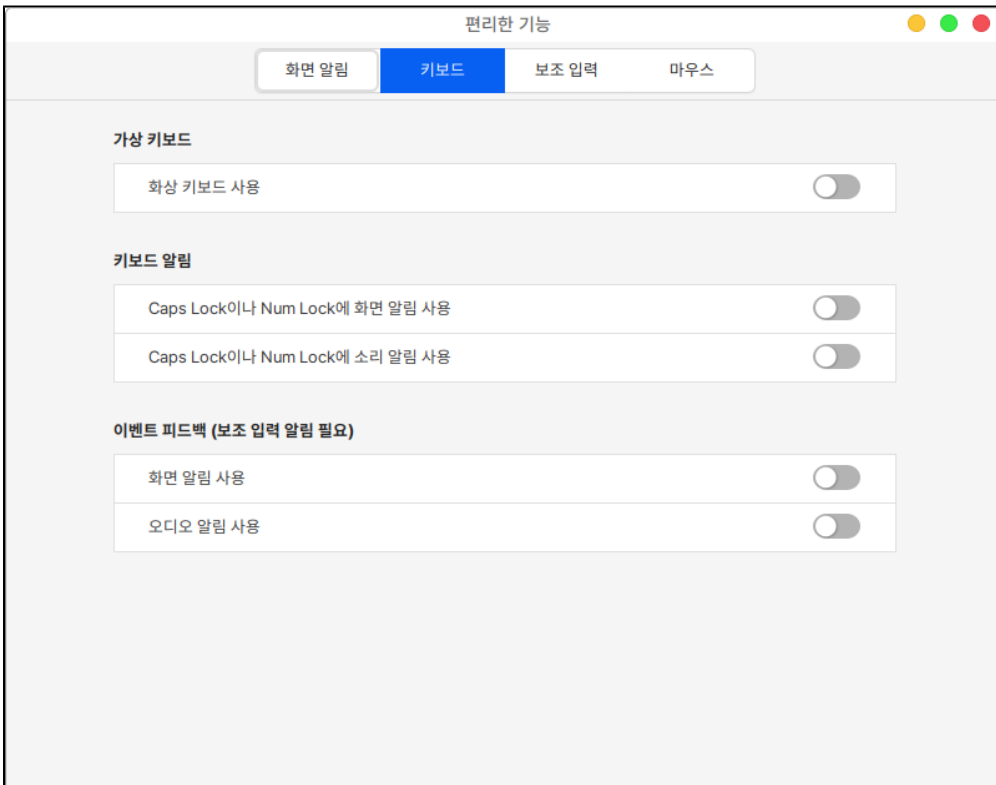 편리한 기능
화면 알림 키보드 보조 입력 마우스
가상 키보드
화상 키보드 사용
키보드 알림
Caps Lock이나 Num Lock에 화면 알림 사용
Caps Lock이나 Num Lock에 소리 알림 사용
이벤트 피드백 (보조 입력 알림 필요)
화면 알림 사용
오디오 알림 사용